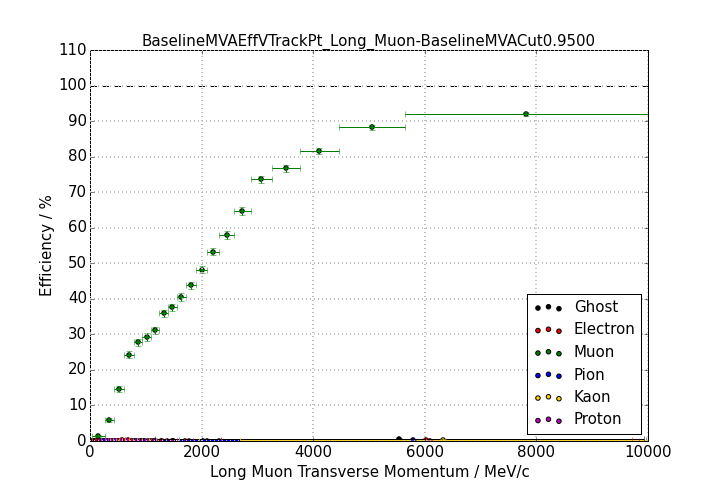 BaselineMVAEffVTrackPt_Long_Muon-BaselineMVACut0.9500
110
100
90
80
70
60
50
40
30
20
10
0
Efficiency / %
Ghost
Electron
Muon
Pion
Kaon
Proton
0 2000 4000 6000 8000 10000
Long Muon Transverse Momentum / MeV/c